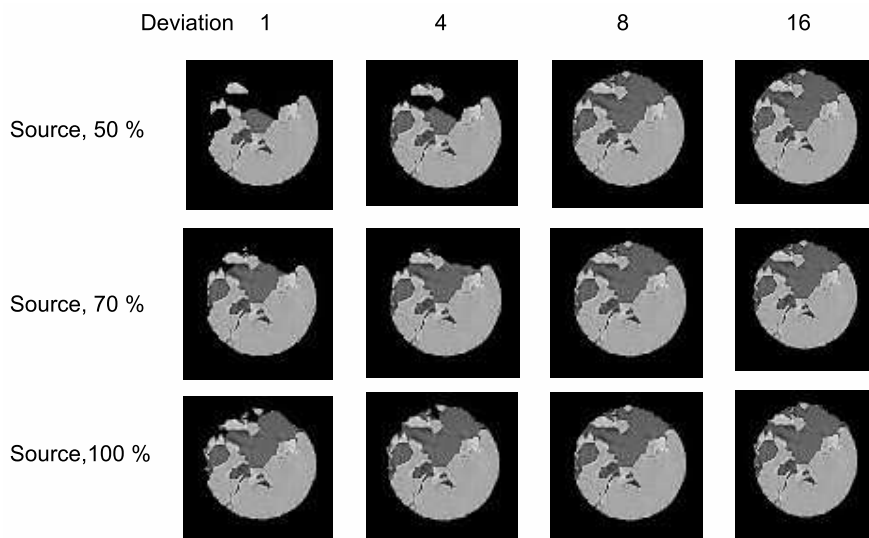 Deviation 1 4 8 16
Source, 50 %
Source, 70 %
Source,100 %